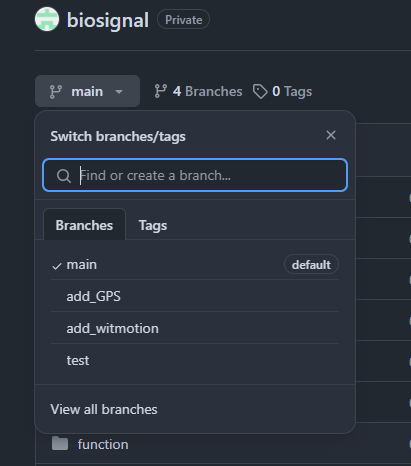 biosignal Private
main 4 Branches 0 Tags
Switch branches/tags
Find or create a branch...
Branches Tags
main default
add_GPS
add_witmotion
test
View all branches
function